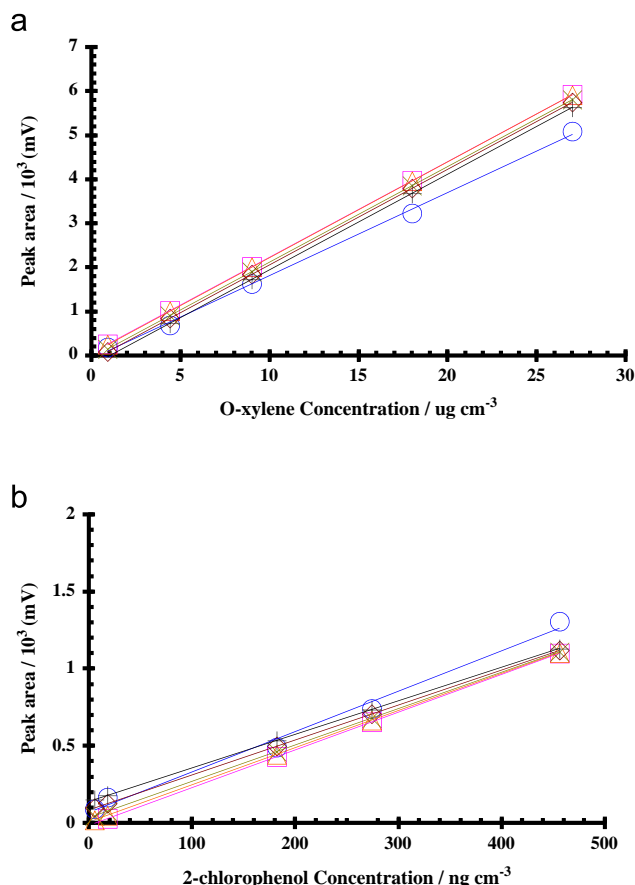 a
7
6
5
4
3
2
1
0
Peak area / 10³ (mV)
0 5 10 15 20 25 30
O-xylene Concentration / ug cm⁻³
b
2
1.5
1
0.5
0
Peak area / 10³ (mV)
0 100 200 300 400 500
2-chlorophenol Concentration / ng cm⁻³